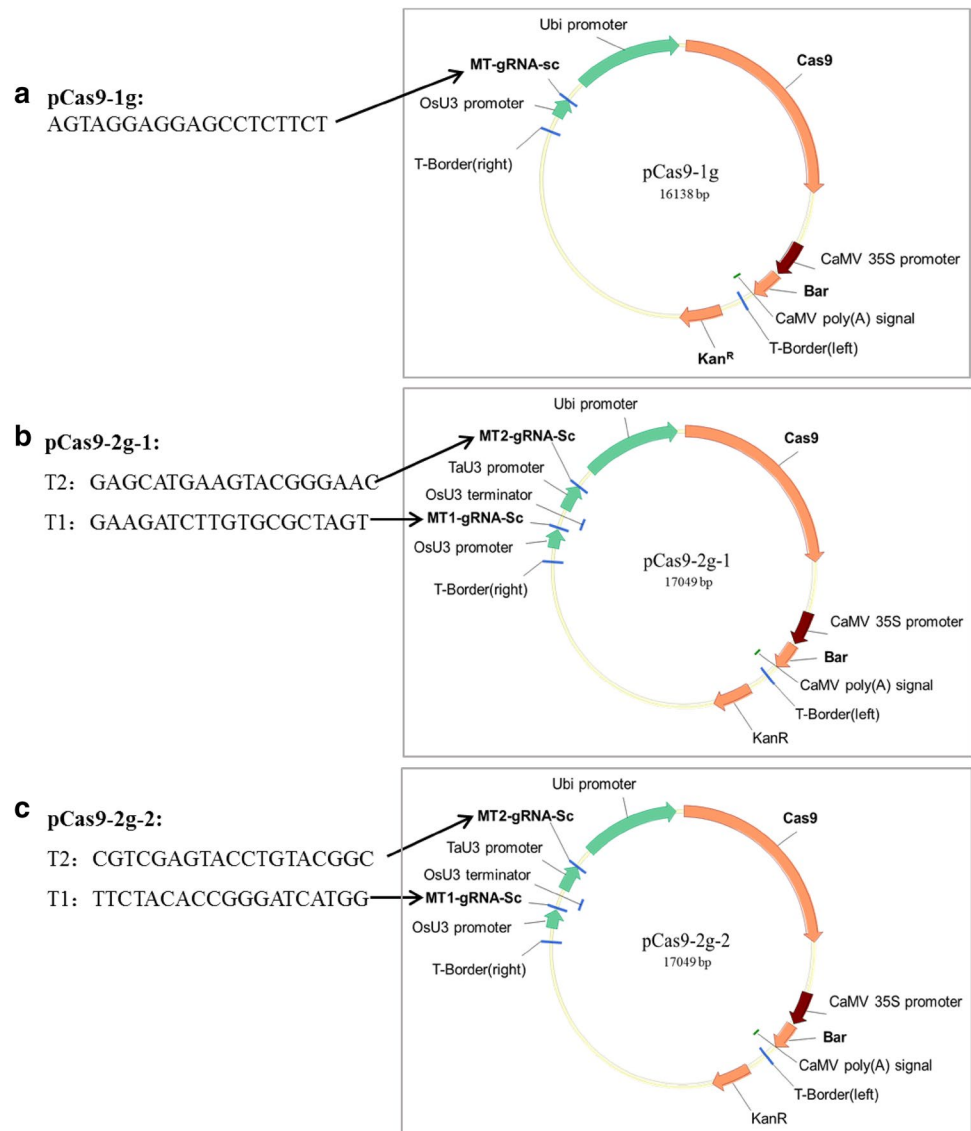 a
pCas9-1g:
AGTAGGAGGAGCCTCTTCT
Ubi promoter
MT-gRNA-sc
Cas9
OsU3 promoter
T-Border(right)
pCas9-1g
16138 bp
CaMV 35S promoter
Bar
CaMV poly(A) signal
T-Border(left)
Kanᴿ
b
pCas9-2g-1:
T2: GAGCATGAAGTACGGGAAC
T1: GAAGATCTTGTGCGCTAGT
Ubi promoter
MT2-gRNA-Sc
Cas9
TaU3 promoter
OsU3 terminator
MT1-gRNA-Sc
OsU3 promoter
T-Border(right)
pCas9-2g-1
17049 bp
CaMV 35S promoter
Bar
CaMV poly(A) signal
T-Border(left)
KanR
c
pCas9-2g-2:
T2: CGTCGAGTACCTGTACGGC
T1: TTCTACACCGGGATCATGG
Ubi promoter
MT2-gRNA-Sc
Cas9
TaU3 promoter
OsU3 terminator
MT1-gRNA-Sc
OsU3 promoter
T-Border(right)
pCas9-2g-2
17049 bp
CaMV 35S promoter
Bar
CaMV poly(A) signal
T-Border(left)
KanR